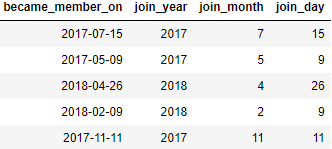 became_member_on join_year join_month join_day
2017-07-15 2017 7 15
2017-05-09 2017 5 9
2018-04-26 2018 4 26
2018-02-09 2018 2 9
2017-11-11 2017 11 11